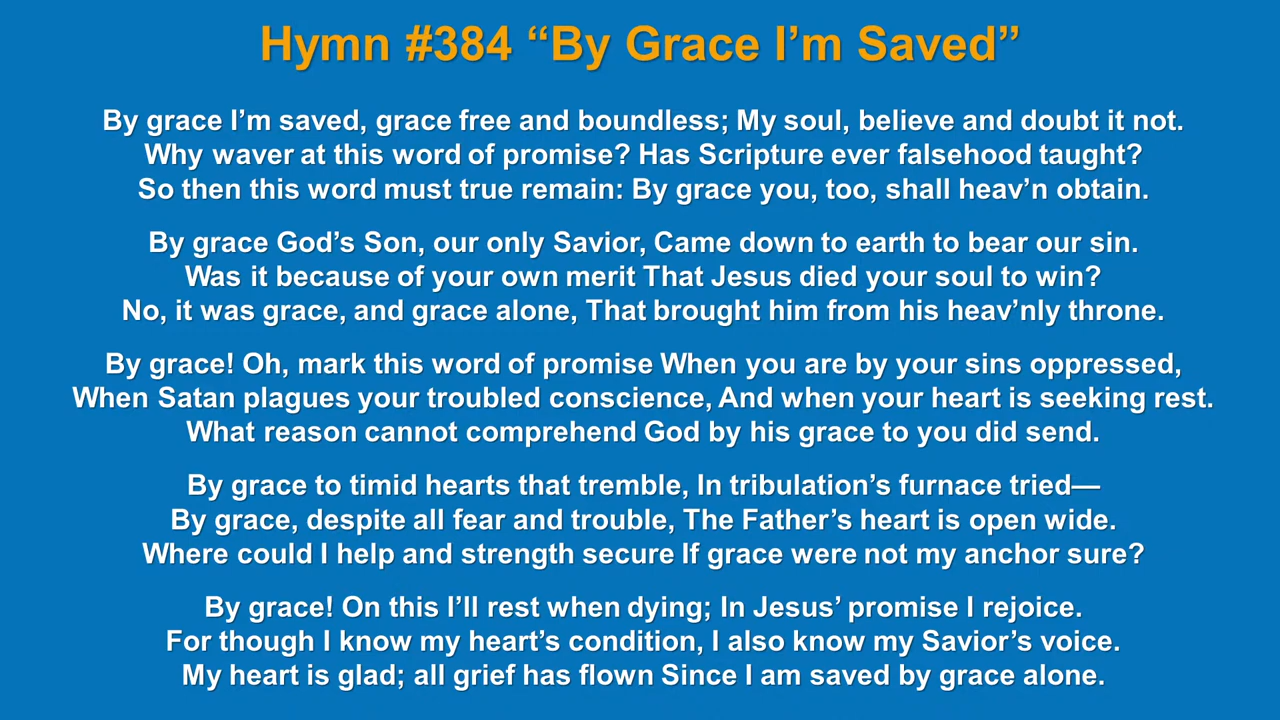 Hymn #384 “By Grace I’m Saved”
By grace I’m saved, grace free and boundless; My soul, believe and doubt it not.
Why waver at this word of promise? Has Scripture ever falsehood taught?
So then this word must true remain: By grace you, too, shall heav’n obtain.
By grace God’s Son, our only Savior, Came down to earth to bear our sin.
Was it because of your own merit That Jesus died your soul to win?
No, it was grace, and grace alone, That brought him from his heav’nly throne.
By grace! Oh, mark this word of promise When you are by your sins oppressed,
When Satan plagues your troubled conscience, And when your heart is seeking rest.
What reason cannot comprehend God by his grace to you did send.
By grace to timid hearts that tremble, In tribulation’s furnace tried—
By grace, despite all fear and trouble, The Father’s heart is open wide.
Where could I help and strength secure If grace were not my anchor sure?
By grace! On this I’ll rest when dying; In Jesus’ promise I rejoice.
For though I know my heart’s condition, I also know my Savior’s voice.
My heart is glad; all grief has flown Since I am saved by grace alone.